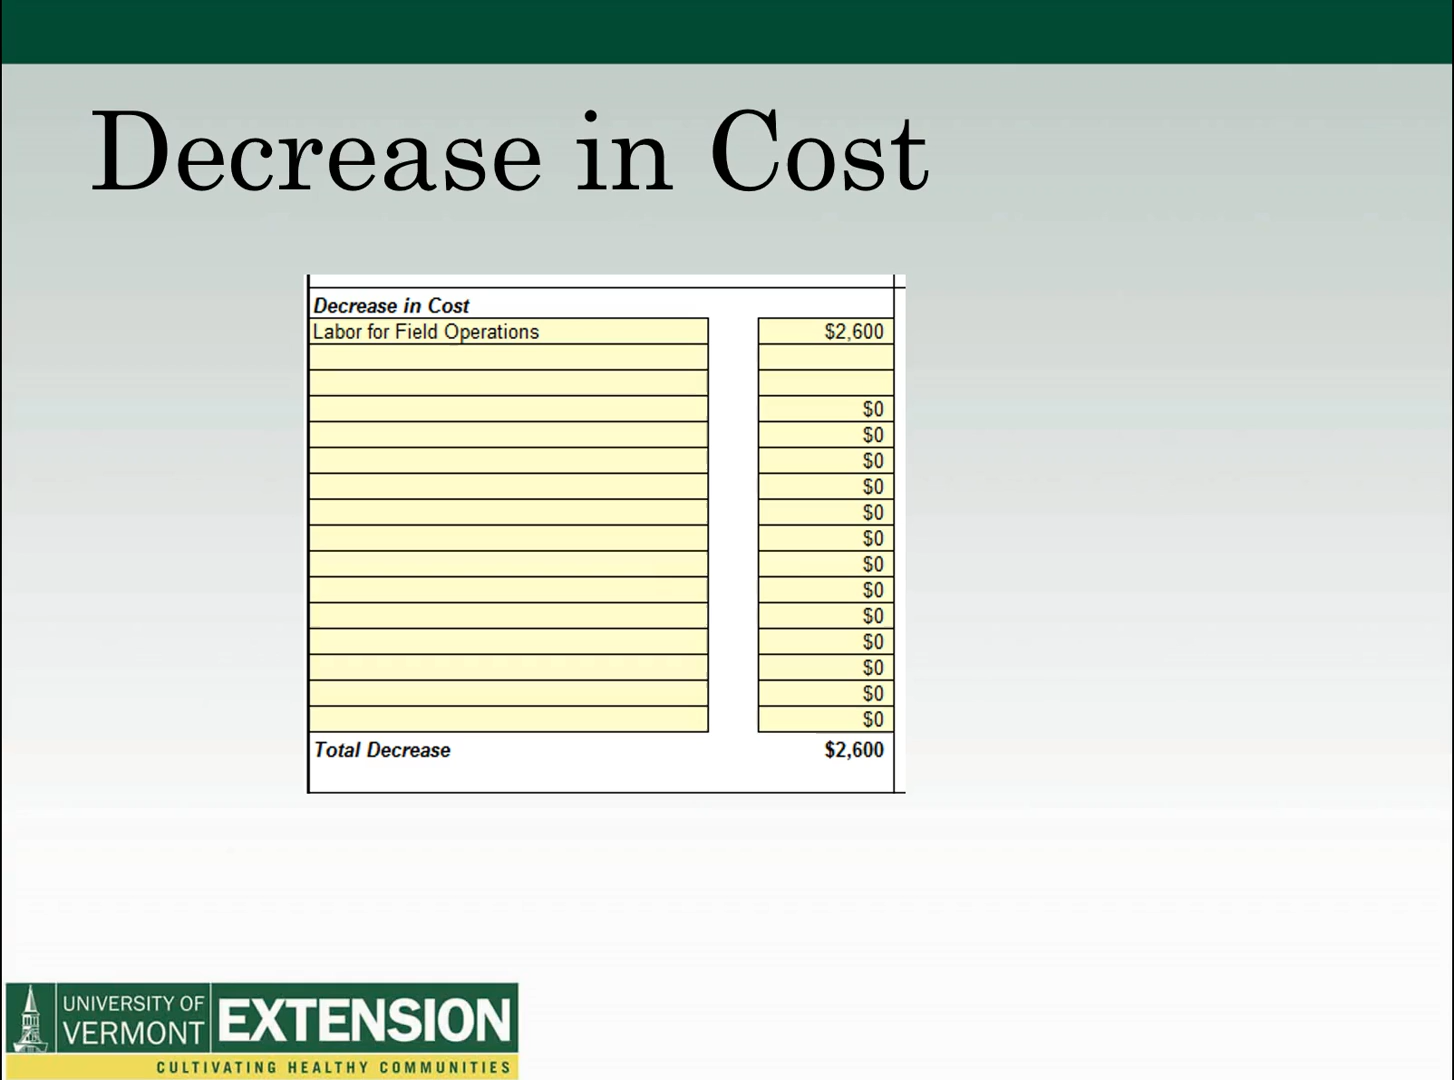 Decrease in Cost
Decrease in Cost
Labor for Field Operations $2,600
$0
$0
$0
$0
$0
$0
$0
$0
$0
$0
$0
$0
$0
Total Decrease $2,600
UNIVERSITY OF VERMONT EXTENSION
CULTIVATING HEALTHY COMMUNITIES